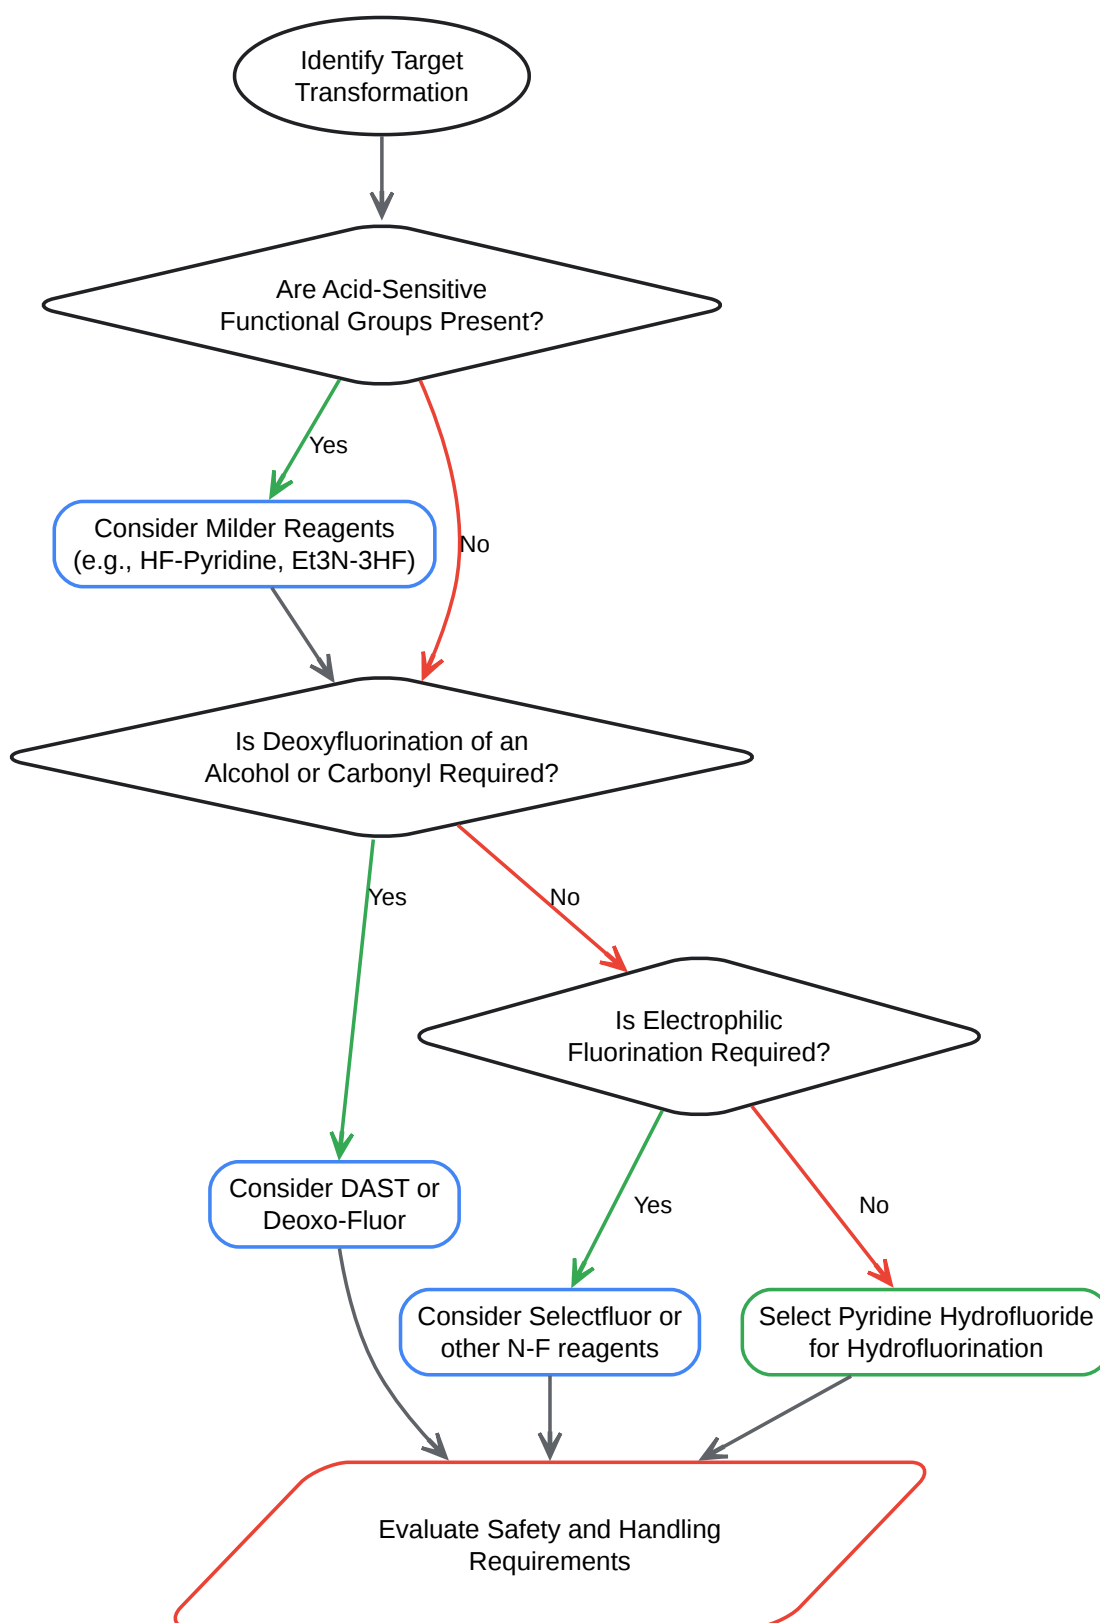 Identify Target
Transformation
Are Acid-Sensitive
Functional Groups Present?
Yes
Consider Milder Reagents
(e.g., HF-Pyridine, Et3N-3HF)
No
Is Deoxyfluorination of an
Alcohol or Carbonyl Required?
Yes
No
Is Electrophilic
Fluorination Required?
Consider DAST or
Deoxo-Fluor
Yes
No
Consider Selectfluor or
other N-F reagents
Select Pyridine Hydrofluoride
for Hydrofluorination
Evaluate Safety and Handling
Requirements